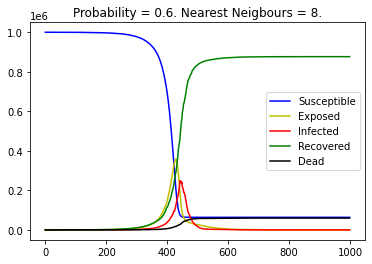 Probability = 0.6. Nearest Neigbours = 8.
1e6
1.0
0.8
0.6
0.4
0.2
0.0
0 200 400 600 800 1000
Susceptible
Exposed
Infected
Recovered
Dead